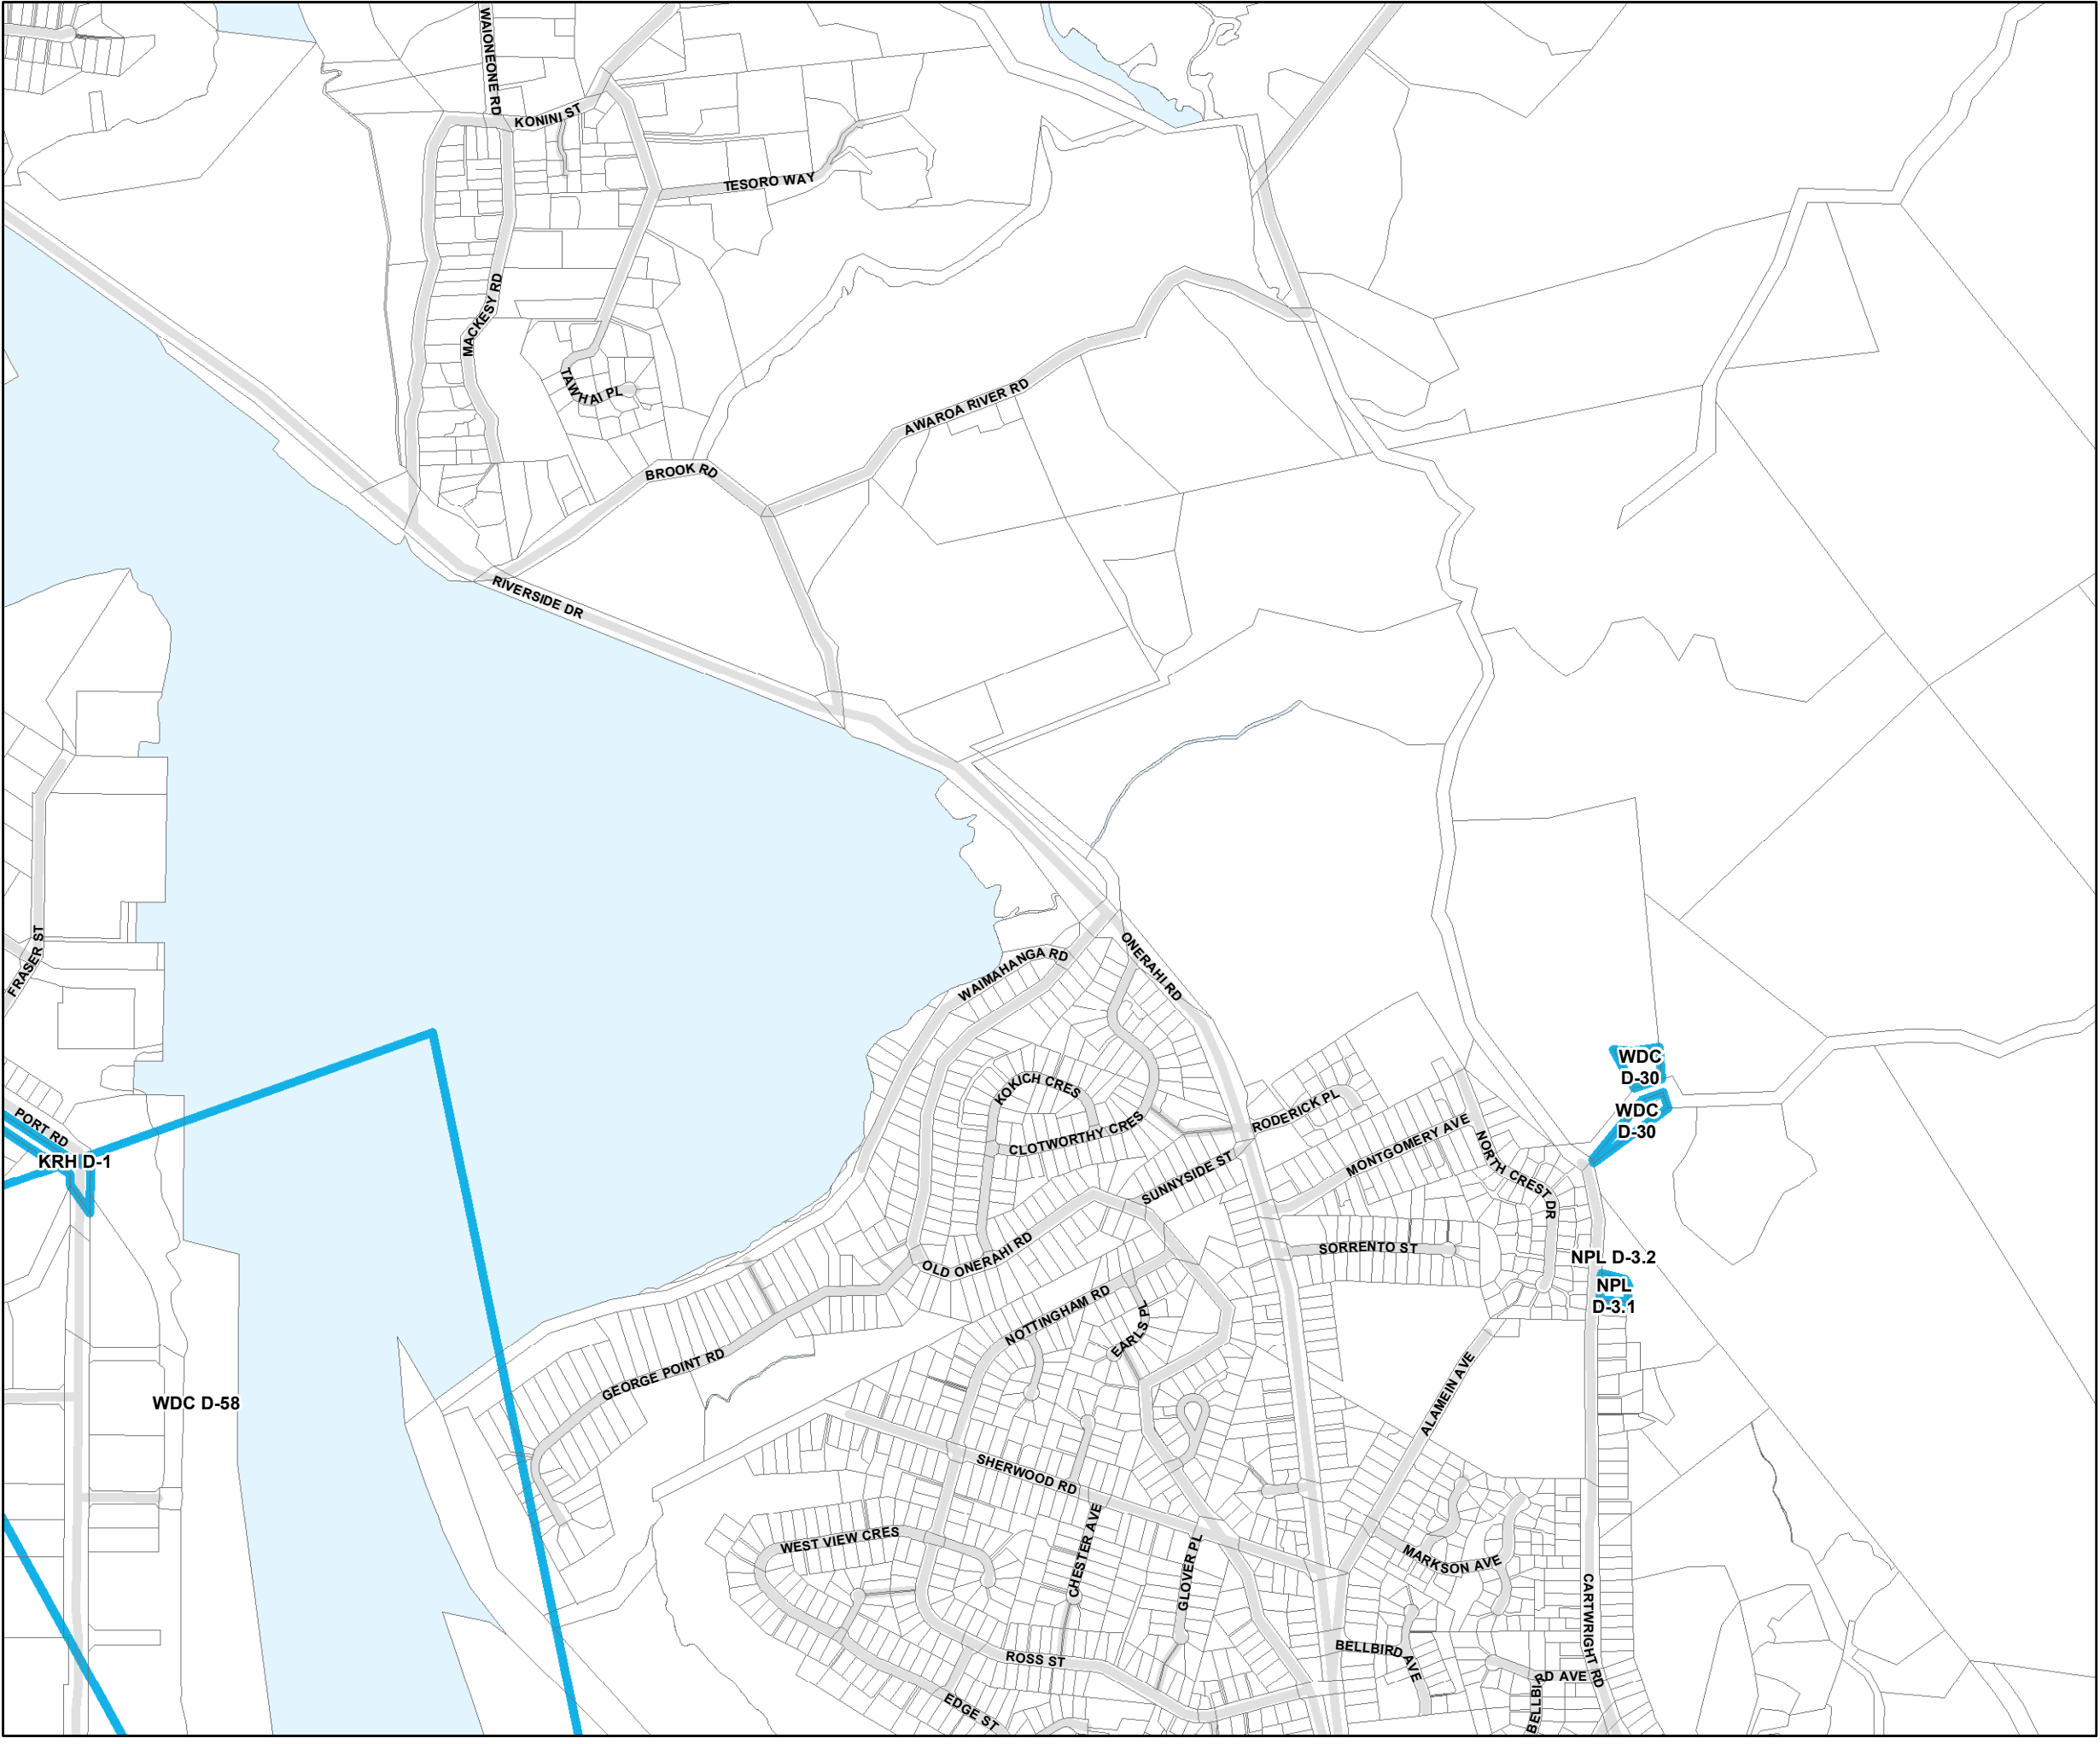 WAIONEONE RD
KONINI ST
TESORO WAY
MACKESY RD
TAWHAI PL
AWAROA RIVER RD
BROOK RD
RIVERSIDE DR
FRASER ST
ONERAHI RD
WAIMAHANGA RD
KOKICH CRES
CLOTWORTHY CRES
RODERICK PL
MONTGOMERY AVE
NORTH CREST DR
WDC
D-30
WDC
D-30
PORT RD
KRH D-1
SUNNYSIDE ST
SORRENTO ST
OLD ONERAHI RD
NPL D-3.2
NPL
D-3.1
NOTTINGHAM RD
EARLS PL
GEORGE POINT RD
ALAMEIN AVE
WDC D-58
SHERWOOD RD
WEST VIEW CRES
CHESTER AVE
GLOVER PL
MARKSON AVE
CARTWRIGHT RD
ROSS ST
BELLBIRD AVE
BELLBIRD AVE
EDGE ST